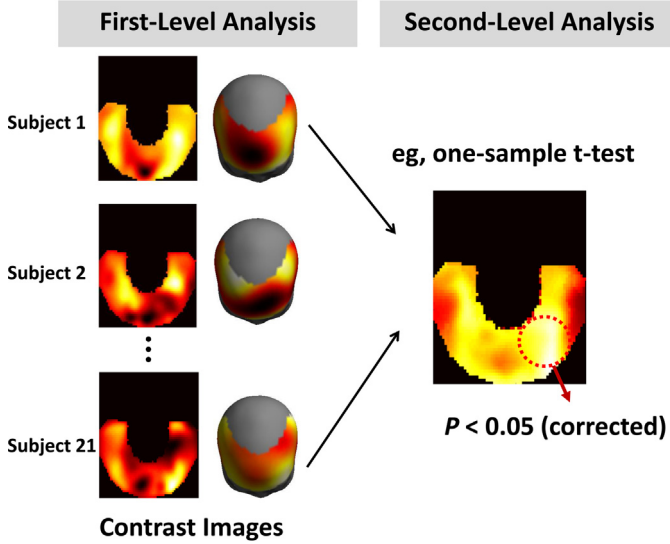 First-Level Analysis
Second-Level Analysis
Subject 1
eg, one-sample t-test
Subject 2
Subject 21
P < 0.05 (corrected)
Contrast Images